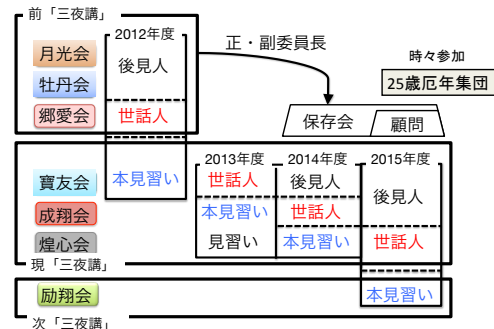 前「三夜講」
2012年度
正・副委員長
月光会
後見人
時々参加
牡丹会
25歳厄年集団
郷愛会
世話人
保存会
顧問
2013年度
2014年度
2015年度
寶友会
本見習い
世話人
後見人
後見人
成翔会
本見習い
世話人
煌心会
見習い
本見習い
世話人
現「三夜講」
励翔会
本見習い
次「三夜講」